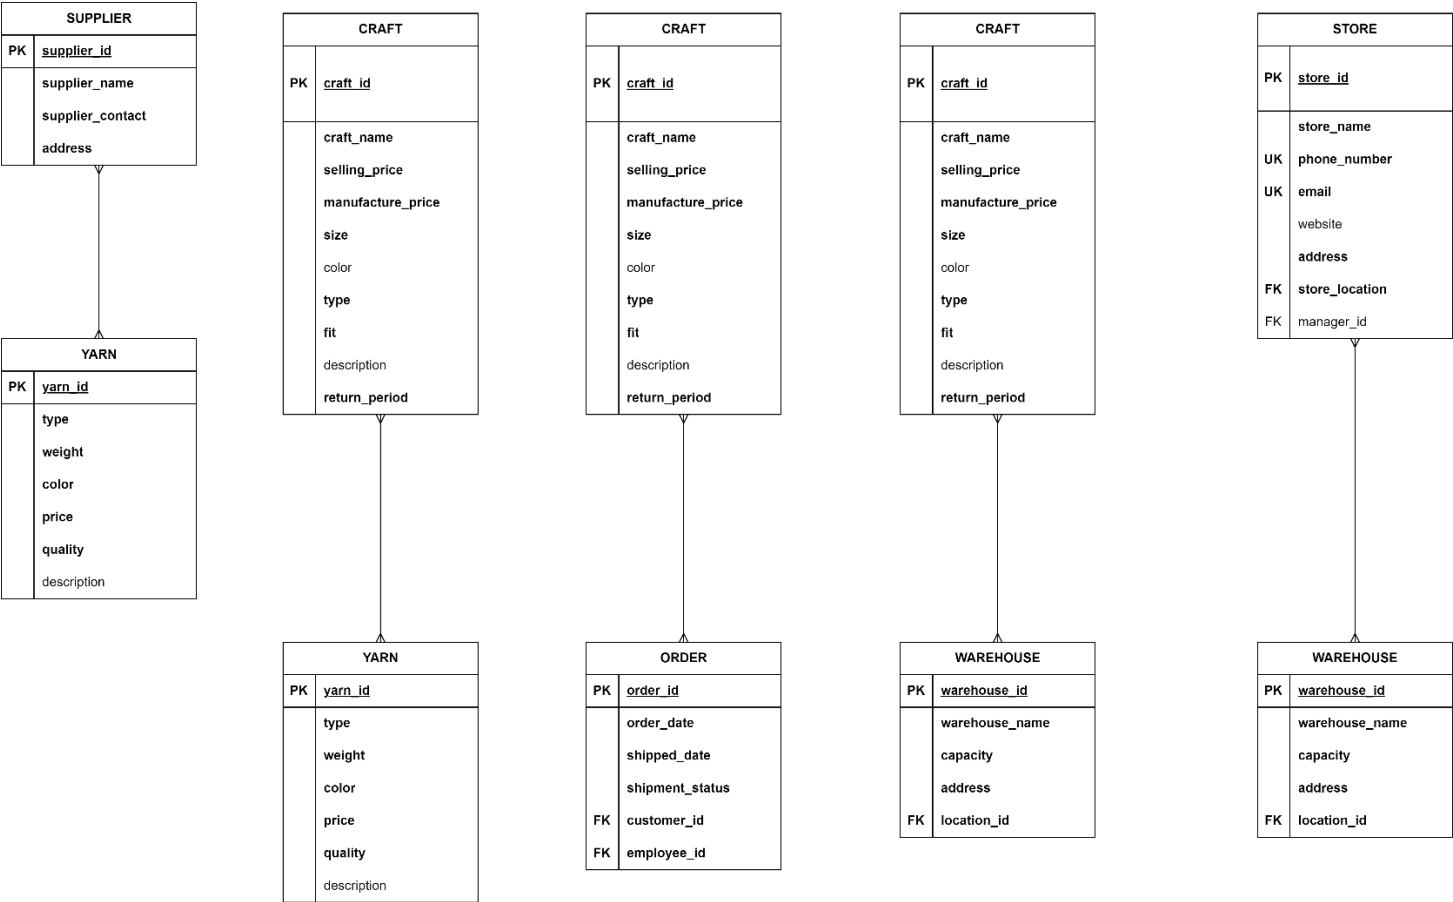 SUPPLIER
PK supplier_id
supplier_name
supplier_contact
address
YARN
PK yarn_id
type
weight
color
price
quality
description
CRAFT
PK craft_id
craft_name
selling_price
manufacture_price
size
color
type
fit
description
return_period
YARN
PK yarn_id
type
weight
color
price
quality
description
CRAFT
PK craft_id
craft_name
selling_price
manufacture_price
size
color
type
fit
description
return_period
ORDER
PK order_id
order_date
shipped_date
shipment_status
FK customer_id
FK employee_id
CRAFT
PK craft_id
craft_name
selling_price
manufacture_price
size
color
type
fit
description
return_period
WAREHOUSE
PK warehouse_id
warehouse_name
capacity
address
FK location_id
STORE
PK store_id
store_name
UK phone_number
UK email
website
address
FK store_location
FK manager_id
WAREHOUSE
PK warehouse_id
warehouse_name
capacity
address
FK location_id